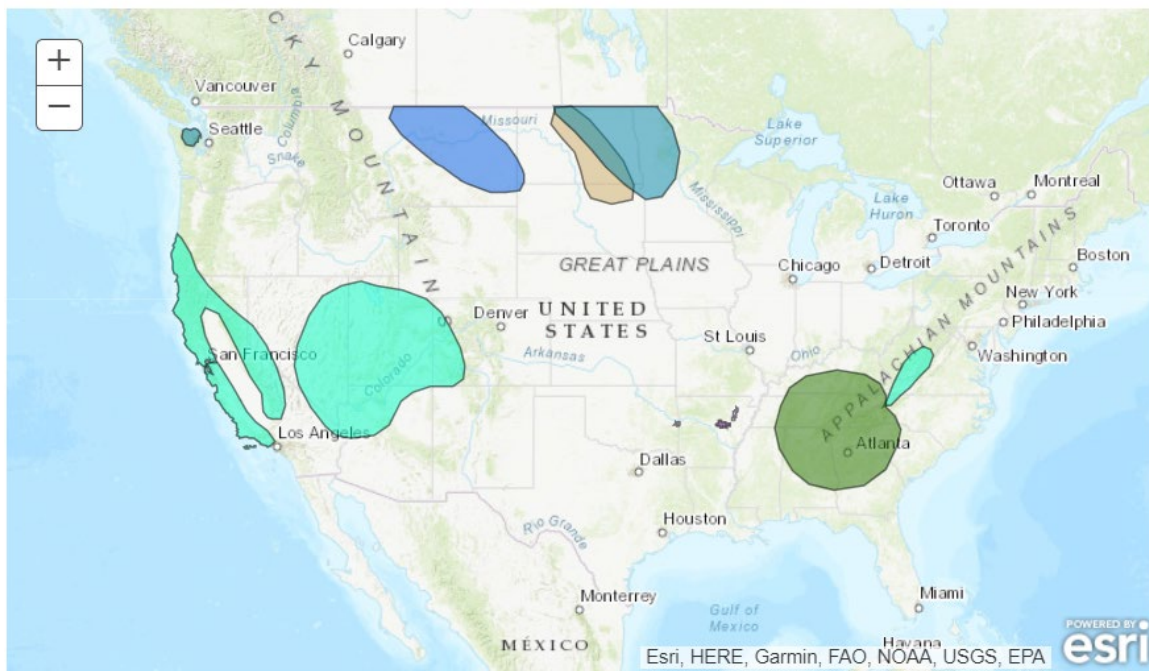 +
−
Calgary
Vancouver
Columbia
Seattle
Snake
ROCKY MOUNTAINS
Missouri
Lake
Superior
Mississippi
Lake
Huron
Ottawa
Montreal
Toronto
Boston
GREAT PLAINS
Chicago
Detroit
New York
Philadelphia
Washington
APPALACHIAN MOUNTAINS
UNITED
STATES
Denver
St Louis
Ohio
Arkansas
San Francisco
Colorado
Los Angeles
Atlanta
Dallas
Houston
Rio Grande
Monterrey
Gulf of
Mexico
Miami
Havana
MÉXICO
Esri, HERE, Garmin, FAO, NOAA, USGS, EPA
POWERED BY
esri